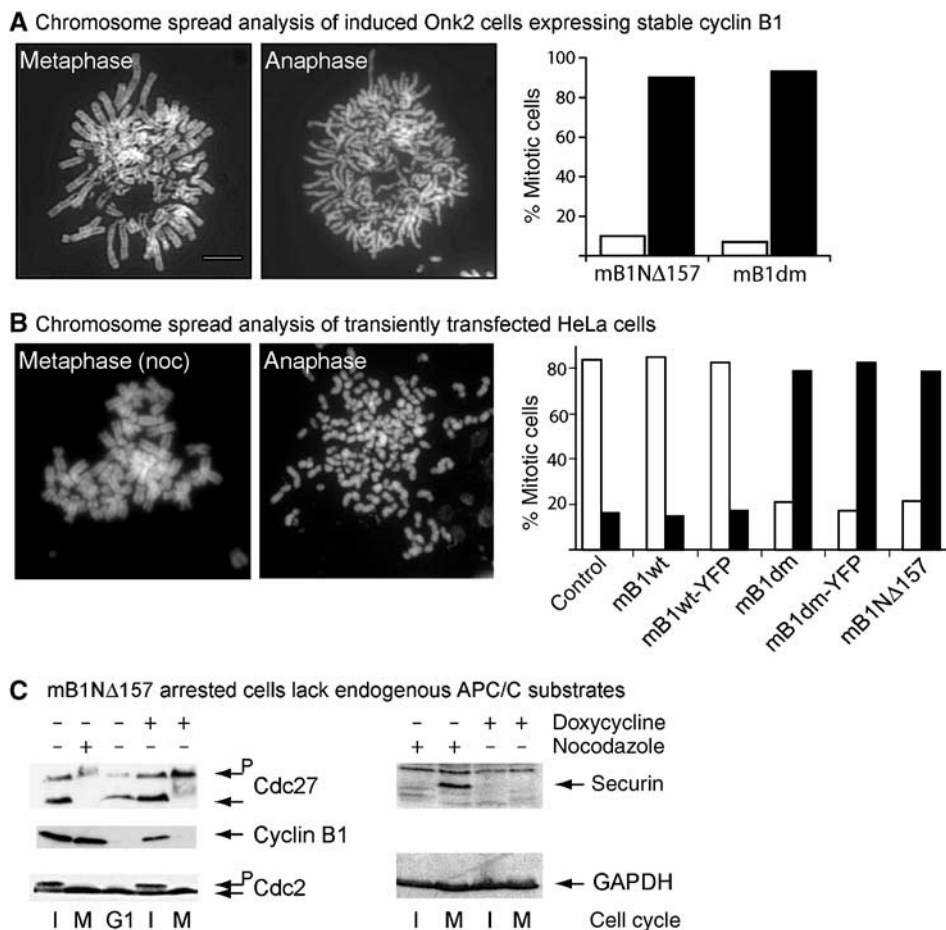 A Chromosome spread analysis of induced Onk2 cells expressing stable cyclin B1
Metaphase
Anaphase
% Mitotic cells
100
80
60
40
20
mB1NΔ157
mB1dm
B Chromosome spread analysis of transiently transfected HeLa cells
Metaphase (noc)
Anaphase
% Mitotic cells
80
60
40
20
Control
mB1wt
mB1wt-YFP
mB1dm
mB1dm-YFP
mB1NΔ157
C mB1NΔ157 arrested cells lack endogenous APC/C substrates
- - - + +
- + - - -
P
Cdc27
Cyclin B1
P
Cdc2
I M G1 I M
- - + + Doxycycline
+ + - - Nocodazole
Securin
GAPDH
I M I M Cell cycle